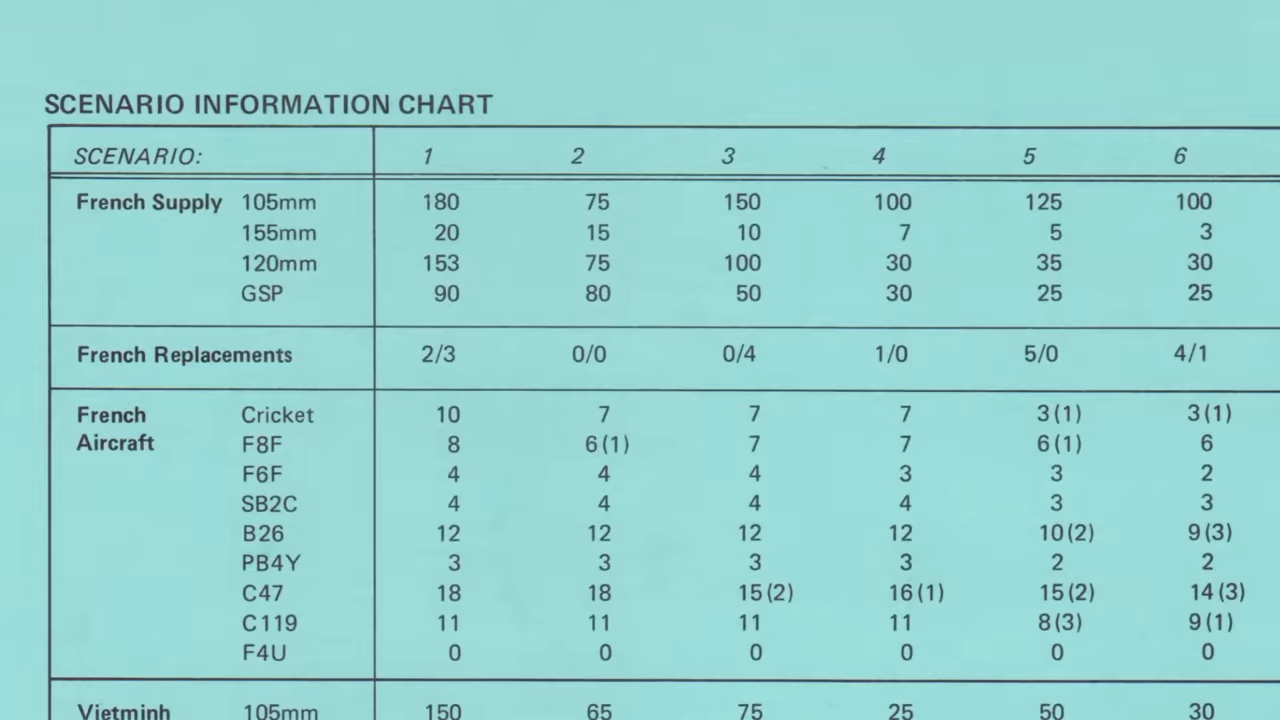 SCENARIO INFORMATION CHART
SCENARIO: 1 2 3 4 5 6
French Supply 105mm 180 75 150 100 125 100
155mm 20 15 10 7 5 3
120mm 153 75 100 30 35 30
GSP 90 80 50 30 25 25
French Replacements 2/3 0/0 0/4 1/0 5/0 4/1
French Cricket 10 7 7 7 3(1) 3(1)
Aircraft F8F 8 6(1) 7 7 6(1) 6
F6F 4 4 4 3 3 2
SB2C 4 4 4 4 3 3
B26 12 12 12 12 10(2) 9(3)
PB4Y 3 3 3 3 2 2
C47 18 18 15(2) 16(1) 15(2) 14(3)
C119 11 11 11 11 8(3) 9(1)
F4U 0 0 0 0 0 0
Vietminh 105mm 150 65 75 25 50 30